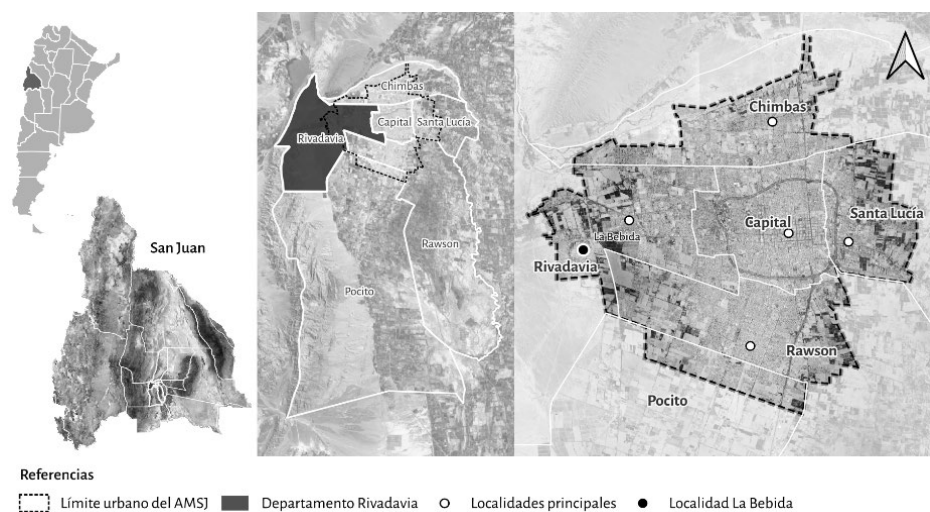 San Juan
Chimbas
Capital
Santa Lucía
Rivadavia
Rawson
Pocito
Chimbas
Capital
Santa Lucía
La Bebida
Rivadavia
Rawson
Pocito
Referencias
Límite urbano del AMSJ
Departamento Rivadavia
Localidades principales
Localidad La Bebida